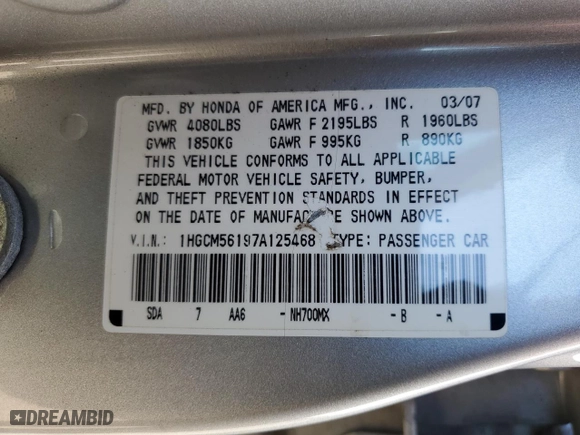 MFD. BY HONDA OF AMERICA MFG., INC. 03/07
GVWR 4080LBS GAWR F 2195LBS R 1960LBS
GVWR 1850KG GAWR F 995KG R 890KG
THIS VEHICLE CONFORMS TO ALL APPLICABLE
FEDERAL MOTOR VEHICLE SAFETY, BUMPER,
AND THEFT PREVENTION STANDARDS IN EFFECT
ON THE DATE OF MANUFACTURE SHOWN ABOVE.
V.I.N.: 1HGCM56197A125468 TYPE: PASSENGER CAR
SDA 7 AA6 - NH700MX - B - A
DREAMBID